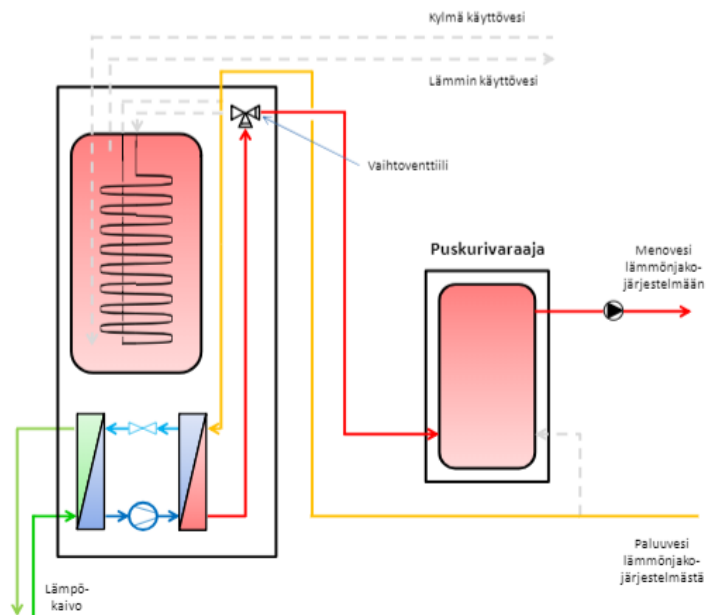 Kylmä käyttövesi
Lämmin käyttövesi
Vaihtoventtiili
Puskurivaraaja
Menovesi
lämmönjako-
järjestelmään
Paluuvesi
lämmönjako-
järjestelmästä
Lämpö-
kaivo